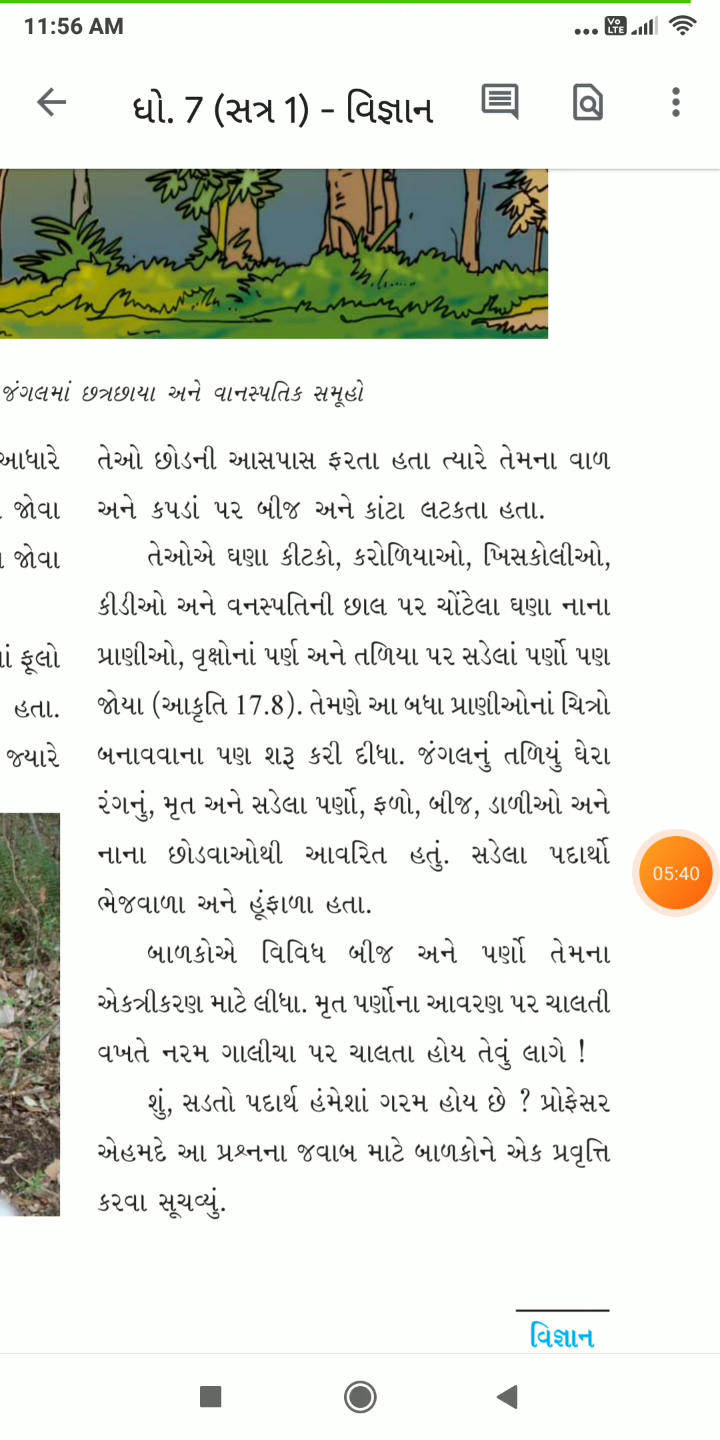 11:56 AM
ધો. 7 (સત્ર 1) - વિજ્ઞાન
જંગલમાં છત્રછાયા અને વાનસ્પતિક સમૂહો
આધારે
જોવા
જોવા
ફૂલો
હતા.
જ્યારે
તેઓ છોડની આસપાસ ફરતા હતા ત્યારે તેમના વાળ
અને કપડાં પર બીજ અને કાંટા લટકતા હતા.
તેઓએ ઘણા કીટકો, કરોળિયાઓ, ખિસકોલીઓ,
કીડીઓ અને વનસ્પતિની છાલ પર ચોંટેલા ઘણા નાના
પ્રાણીઓ, વૃક્ષોનાં પર્ણ અને તળિયા પર સડેલાં પર્ણો પણ
જોયા (આકૃતિ 17.8). તેમણે આ બધા પ્રાણીઓનાં ચિત્રો
બનાવવાના પણ શરૂ કરી દીધા. જંગલનું તળિયું ઘેરા
રંગનું, મૃત અને સડેલા પર્ણો, ફળો, બીજ, ડાળીઓ અને
નાના છોડવાઓથી આવરિત હતું. સડેલા પદાર્થો
ભેજવાળા અને હૂંફાળા હતા.
બાળકોએ વિવિધ બીજ અને પર્ણો તેમના
એકત્રીકરણ માટે લીધા. મૃત પર્ણોના આવરણ પર ચાલતી
વખતે નરમ ગાલીચા પર ચાલતા હોય તેવું લાગે !
શું, સડતો પદાર્થ હંમેશાં ગરમ હોય છે ? પ્રોફેસર
એહમદે આ પ્રશ્નના જવાબ માટે બાળકોને એક પ્રવૃત્તિ
કરવા સૂચવ્યું.
05:40
વિજ્ઞાન